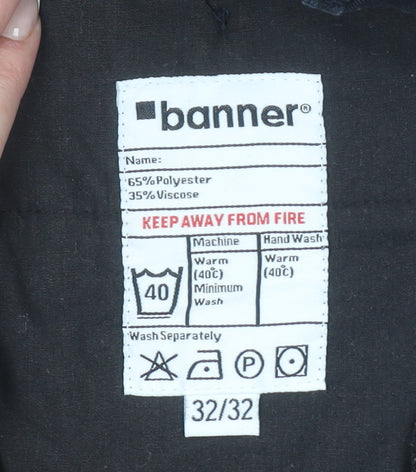 banner®
Name:
65% Polyester
35% Viscose
KEEP AWAY FROM FIRE
Machine Hand Wash
Warm Warm
(40°C) (40°C)
Minimum
Wash
40
Wash Separately
P
32/32